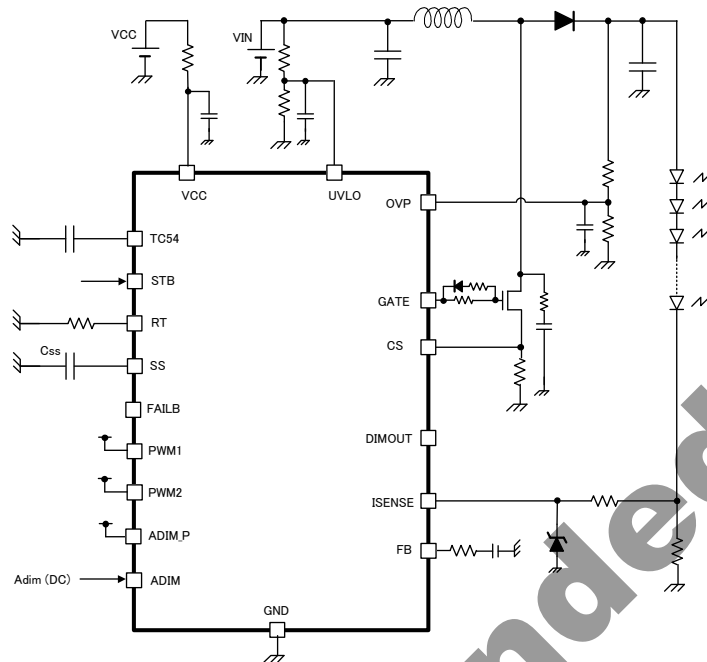 VCC
VIN
VCC
UVLO
OVP
TC54
STB
GATE
RT
CS
Css
SS
FAILB
DIMOUT
PWM1
PWM2
ISENSE
ADIM_P
FB
Adim (DC)
ADIM
GND